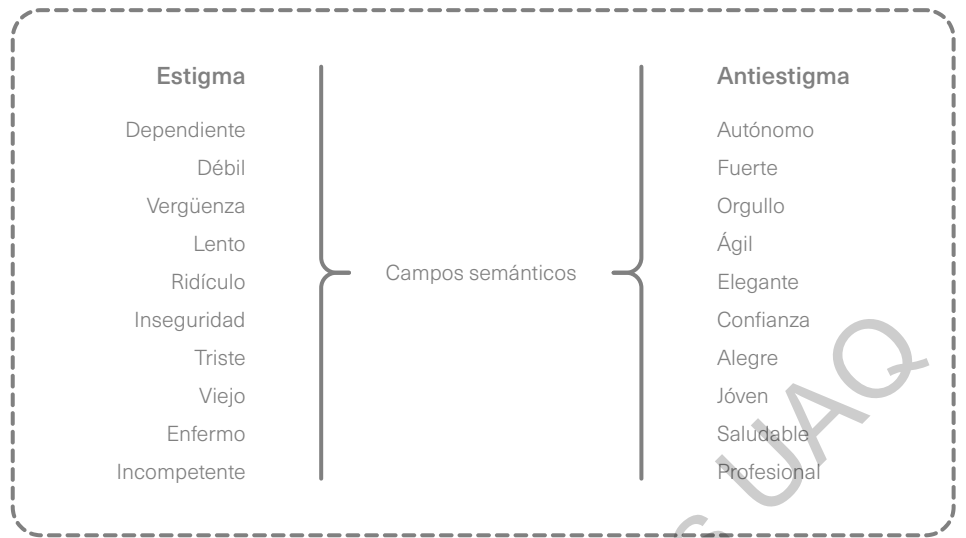 Estigma
Dependiente
Débil
Vergüenza
Lento
Ridículo
Inseguridad
Triste
Viejo
Enfermo
Incompetente
Campos semánticos
Antiestigma
Autónomo
Fuerte
Orgullo
Ágil
Elegante
Confianza
Alegre
Jóven
Saludable
Profesional
UAQ